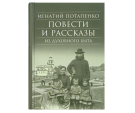 ИГНАТИЙ ПОТАПЕНКО
ПОВЕСТИ
И РАССКАЗЫ
ИЗ ДУХОВНОГО БЫТА